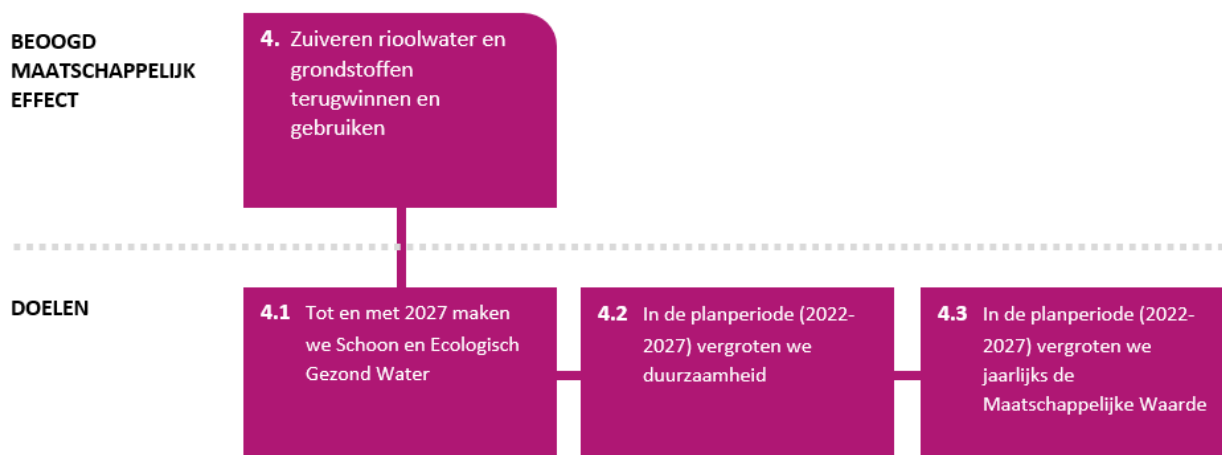 BEOOGD
MAATSCHAPPELIJK
EFFECT
4. Zuiveren rioolwater en
grondstoffen
terugwinnen en
gebruiken
DOELEN
4.1 Tot en met 2027 maken
we Schoon en Ecologisch
Gezond Water
4.2 In de planperiode (2022-
2027) vergroten we
duurzaamheid
4.3 In de planperiode (2022-
2027) vergroten we
jaarlijks de
Maatschappelijke Waarde